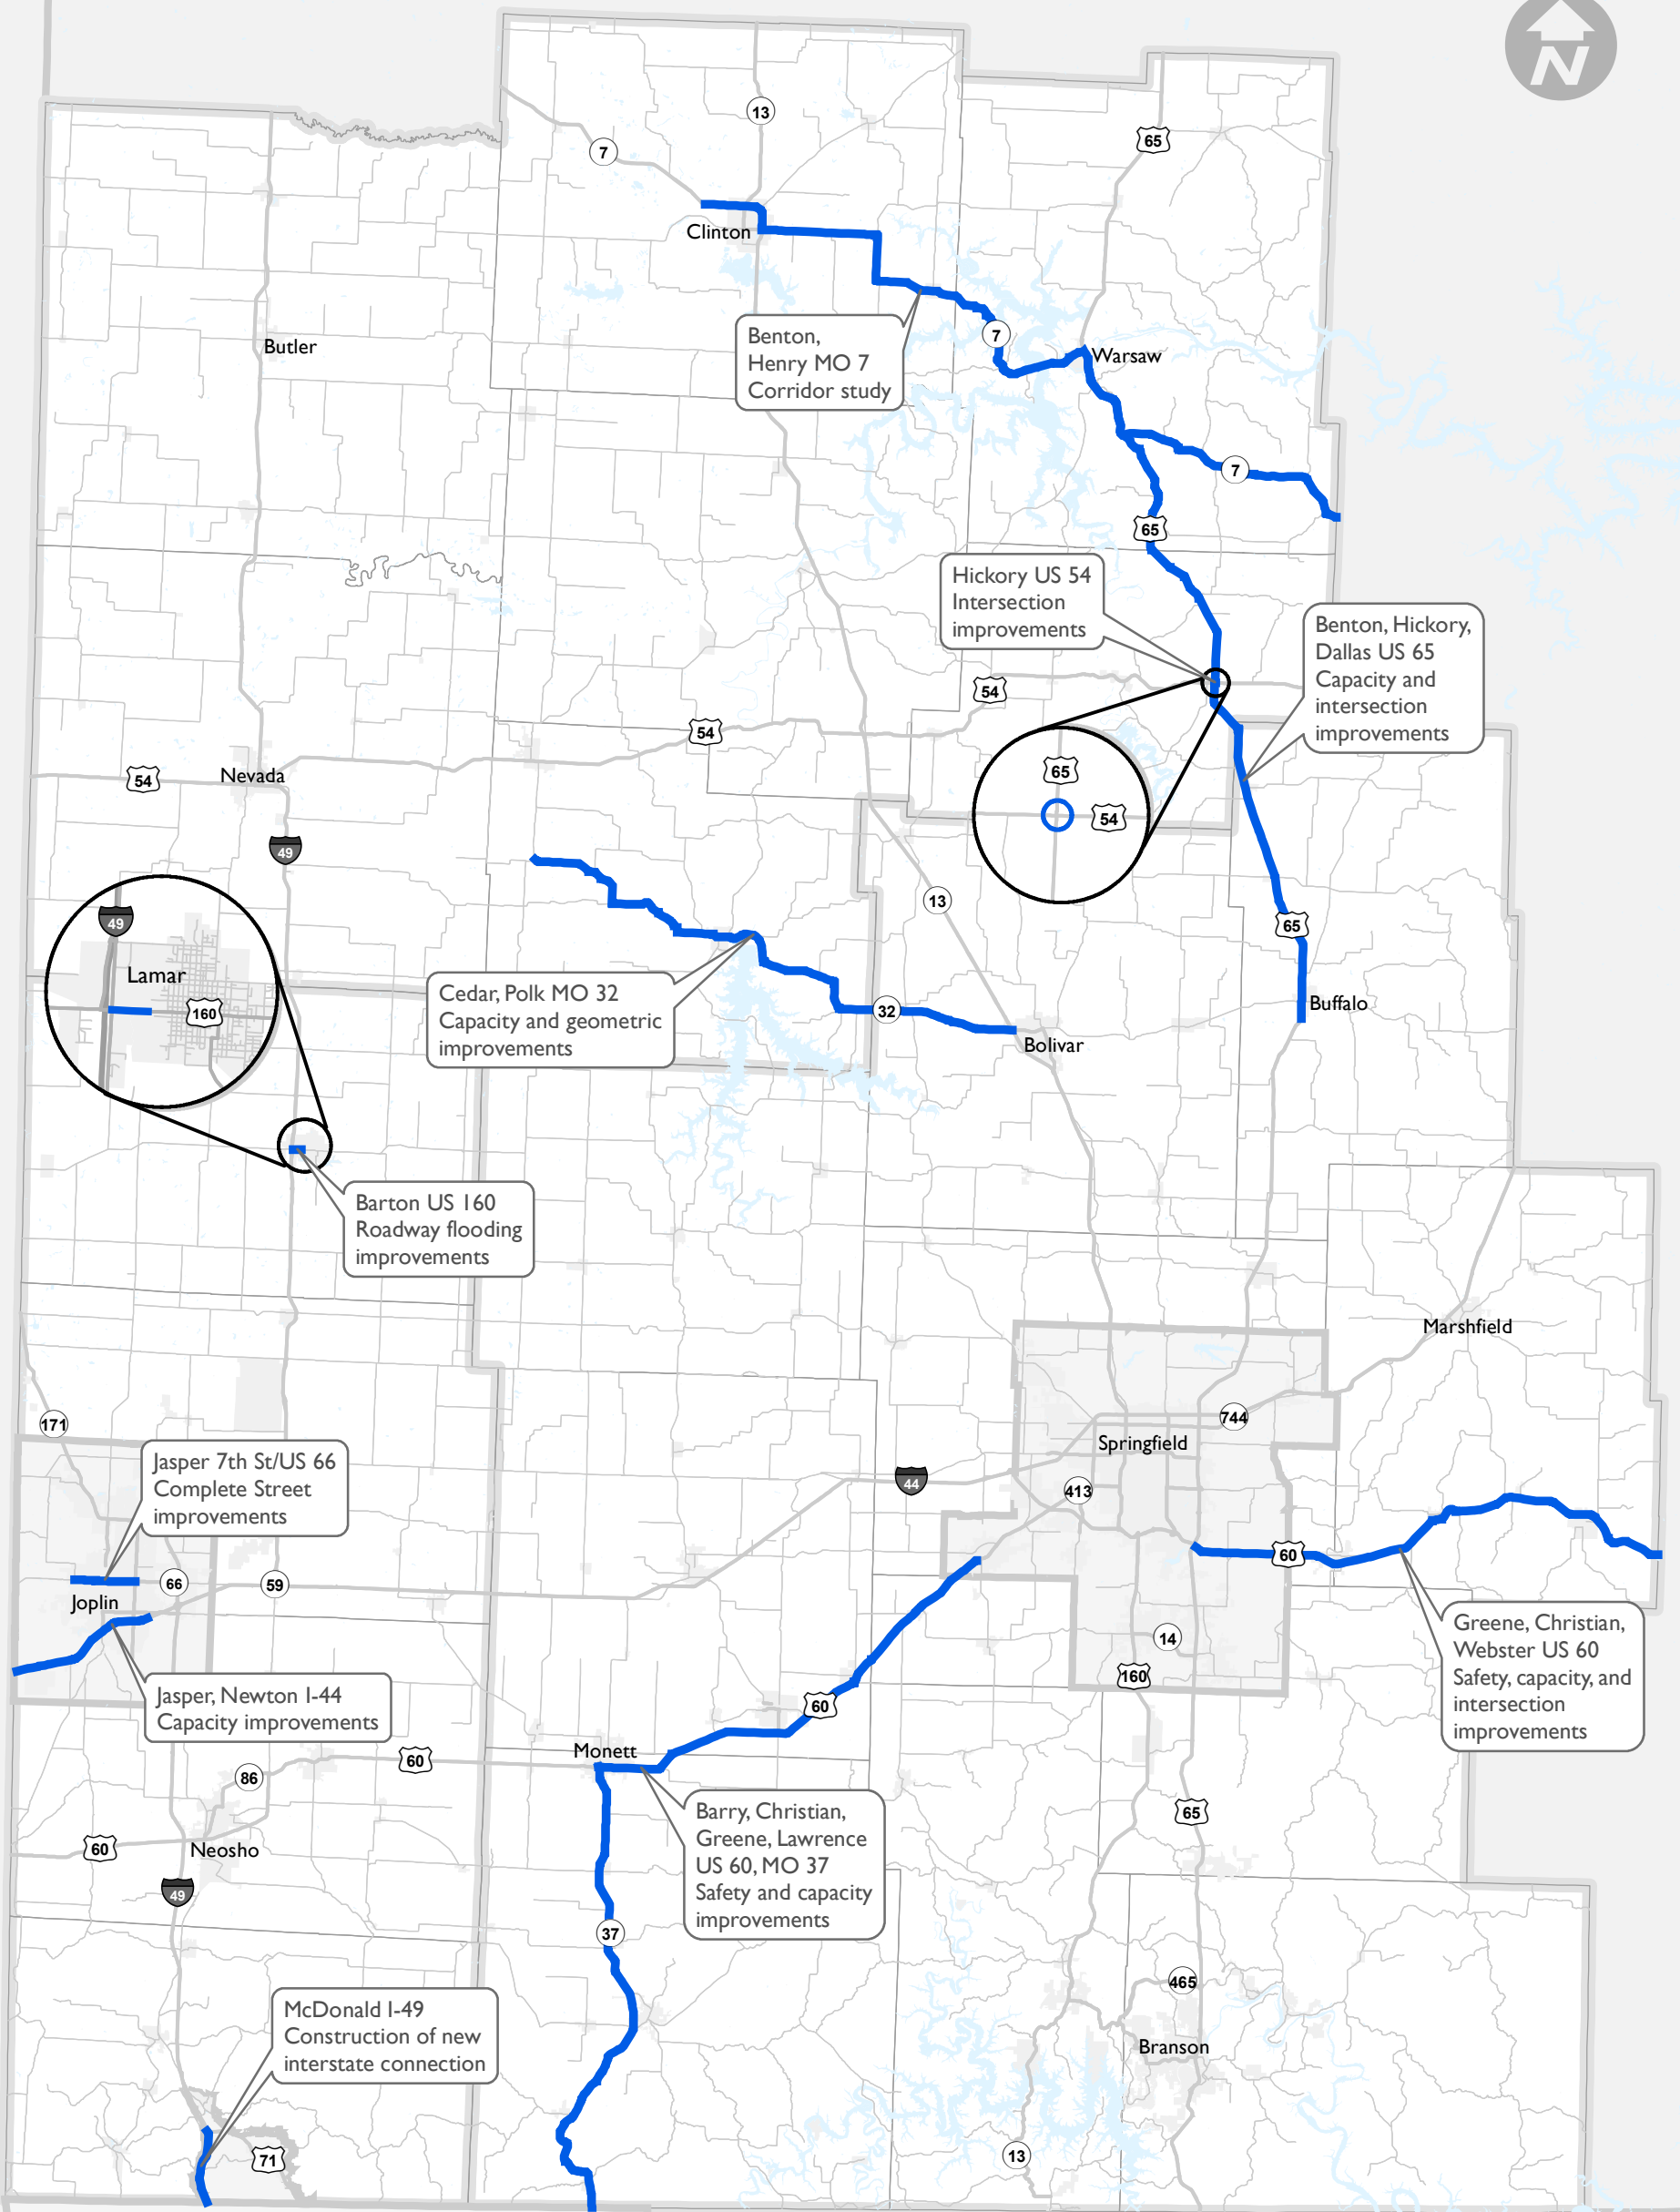 N
13
65
7
Clinton
Benton,
Henry MO 7
Corridor study
7
Warsaw
Butler
7
65
Hickory US 54
Intersection
improvements
Benton, Hickory,
Dallas US 65
Capacity and
intersection
improvements
54
54
65
54
54
Nevada
49
13
65
49
Lamar
160
Cedar, Polk MO 32
Capacity and geometric
improvements
32
Bolivar
Buffalo
Barton US 160
Roadway flooding
improvements
Marshfield
171
744
Springfield
Jasper 7th St/US 66
Complete Street
improvements
44
413
66
59
60
Joplin
14
160
Greene, Christian,
Webster US 60
Safety, capacity, and
intersection
improvements
Jasper, Newton I-44
Capacity improvements
60
Monett
60
86
Barry, Christian,
Greene, Lawrence
US 60, MO 37
Safety and capacity
improvements
65
60
Neosho
49
37
465
McDonald I-49
Construction of new
interstate connection
Branson
71
13